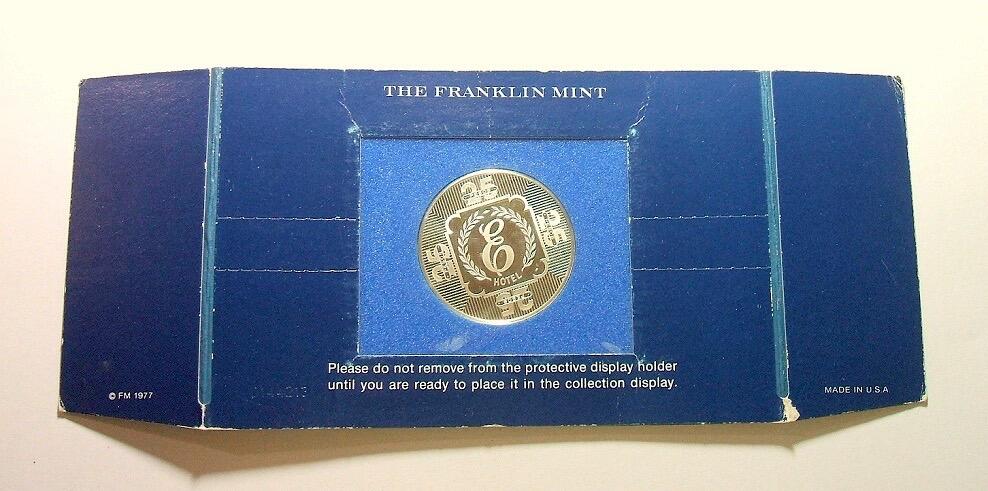 THE FRANKLIN MINT
25
25
25
25
E
HOTEL
Please do not remove from the protective display holder
until you are ready to place it in the collection display.
© FM 1977
MADE IN U.S.A